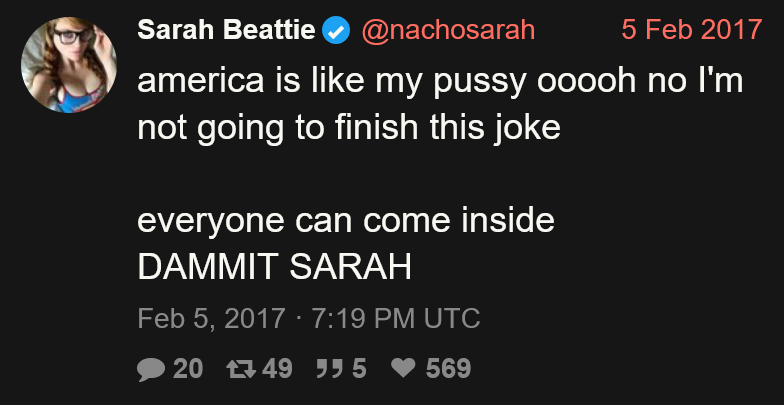 Sarah Beattie @nachosarah 5 Feb 2017
america is like my pussy ooooh no I'm
not going to finish this joke
everyone can come inside
DAMMIT SARAH
Feb 5, 2017 · 7:19 PM UTC
20 49 5 569